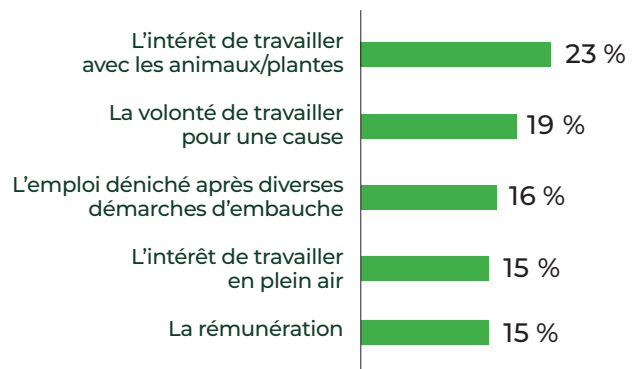 L'intérêt de travailler
avec les animaux/plantes
23 %
La volonté de travailler
pour une cause
19 %
L'emploi déniché après diverses
démarches d'embauche
16 %
L'intérêt de travailler
en plein air
15 %
La rémunération
15 %